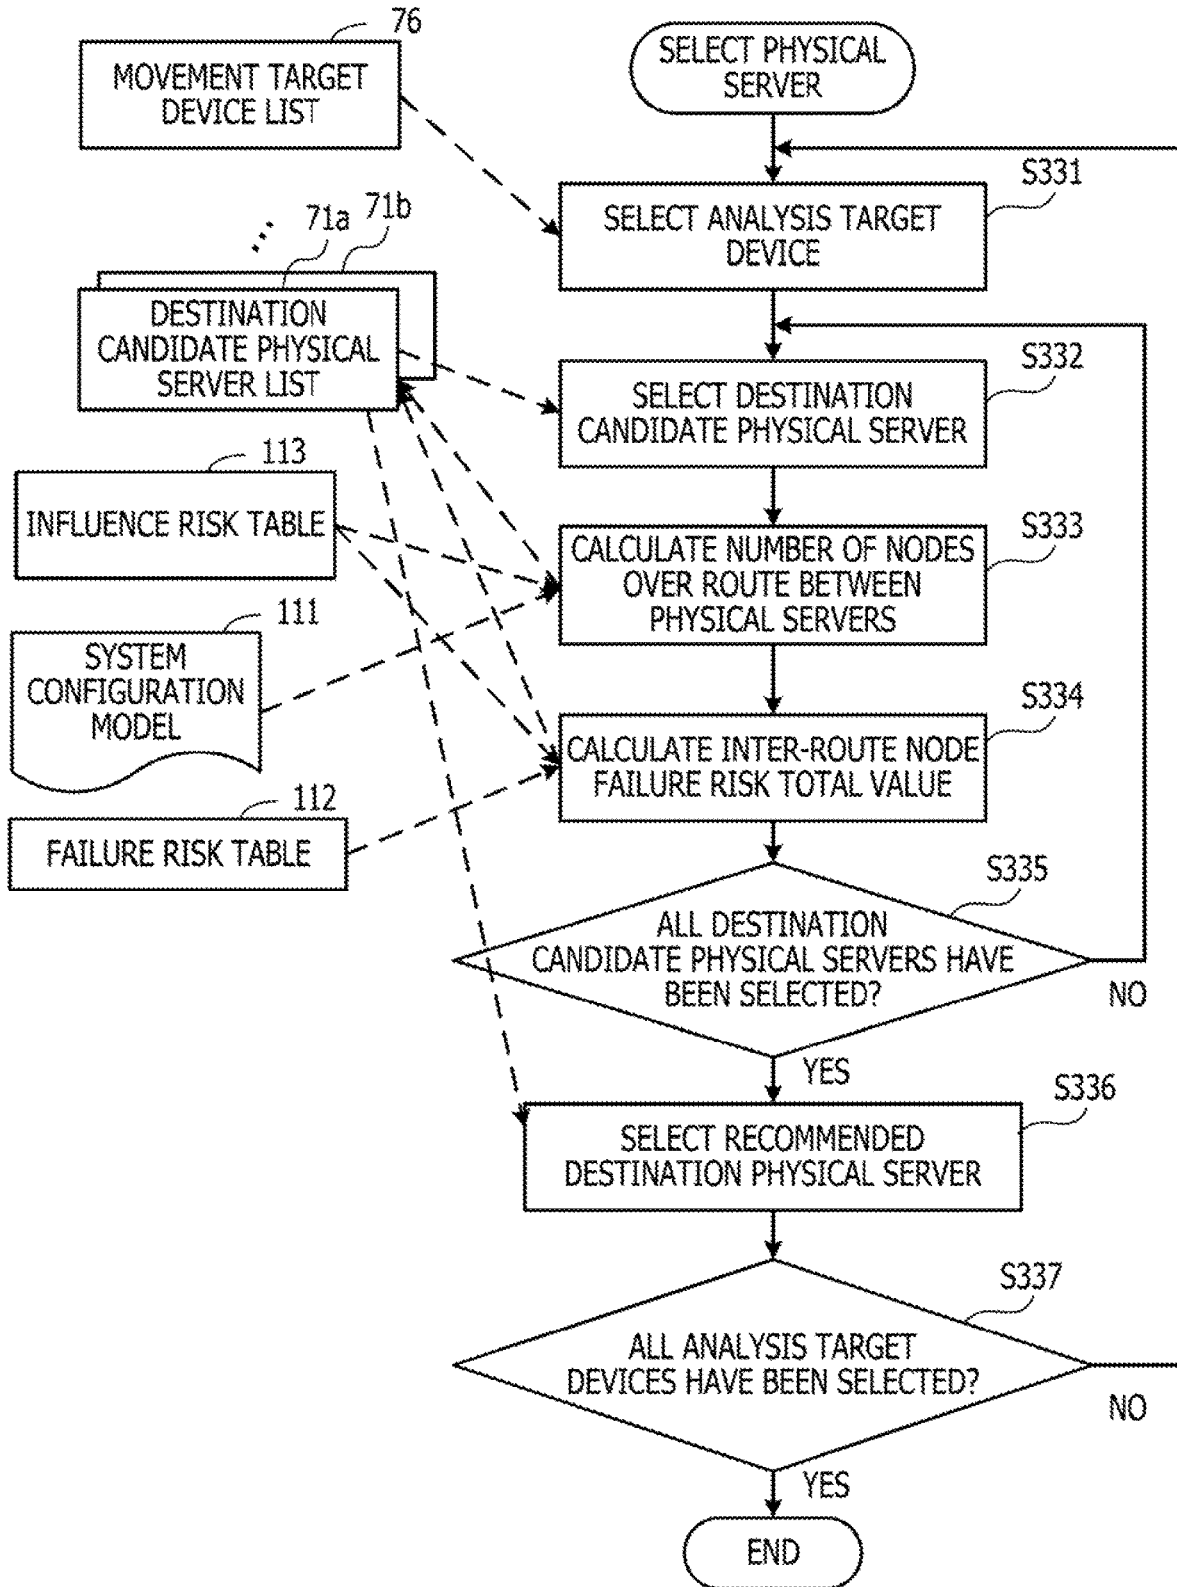 76
MOVEMENT TARGET
DEVICE LIST
SELECT PHYSICAL
SERVER
S331
SELECT ANALYSIS TARGET
DEVICE
71b
71a
DESTINATION
CANDIDATE PHYSICAL
SERVER LIST
S332
SELECT DESTINATION
CANDIDATE PHYSICAL SERVER
113
INFLUENCE RISK TABLE
S333
CALCULATE NUMBER OF NODES
OVER ROUTE BETWEEN
PHYSICAL SERVERS
111
SYSTEM
CONFIGURATION
MODEL
S334
CALCULATE INTER-ROUTE NODE
FAILURE RISK TOTAL VALUE
112
FAILURE RISK TABLE
S335
ALL DESTINATION
CANDIDATE PHYSICAL SERVERS HAVE
BEEN SELECTED?
NO
YES
S336
SELECT RECOMMENDED
DESTINATION PHYSICAL SERVER
S337
ALL ANALYSIS TARGET
DEVICES HAVE BEEN SELECTED?
NO
YES
END